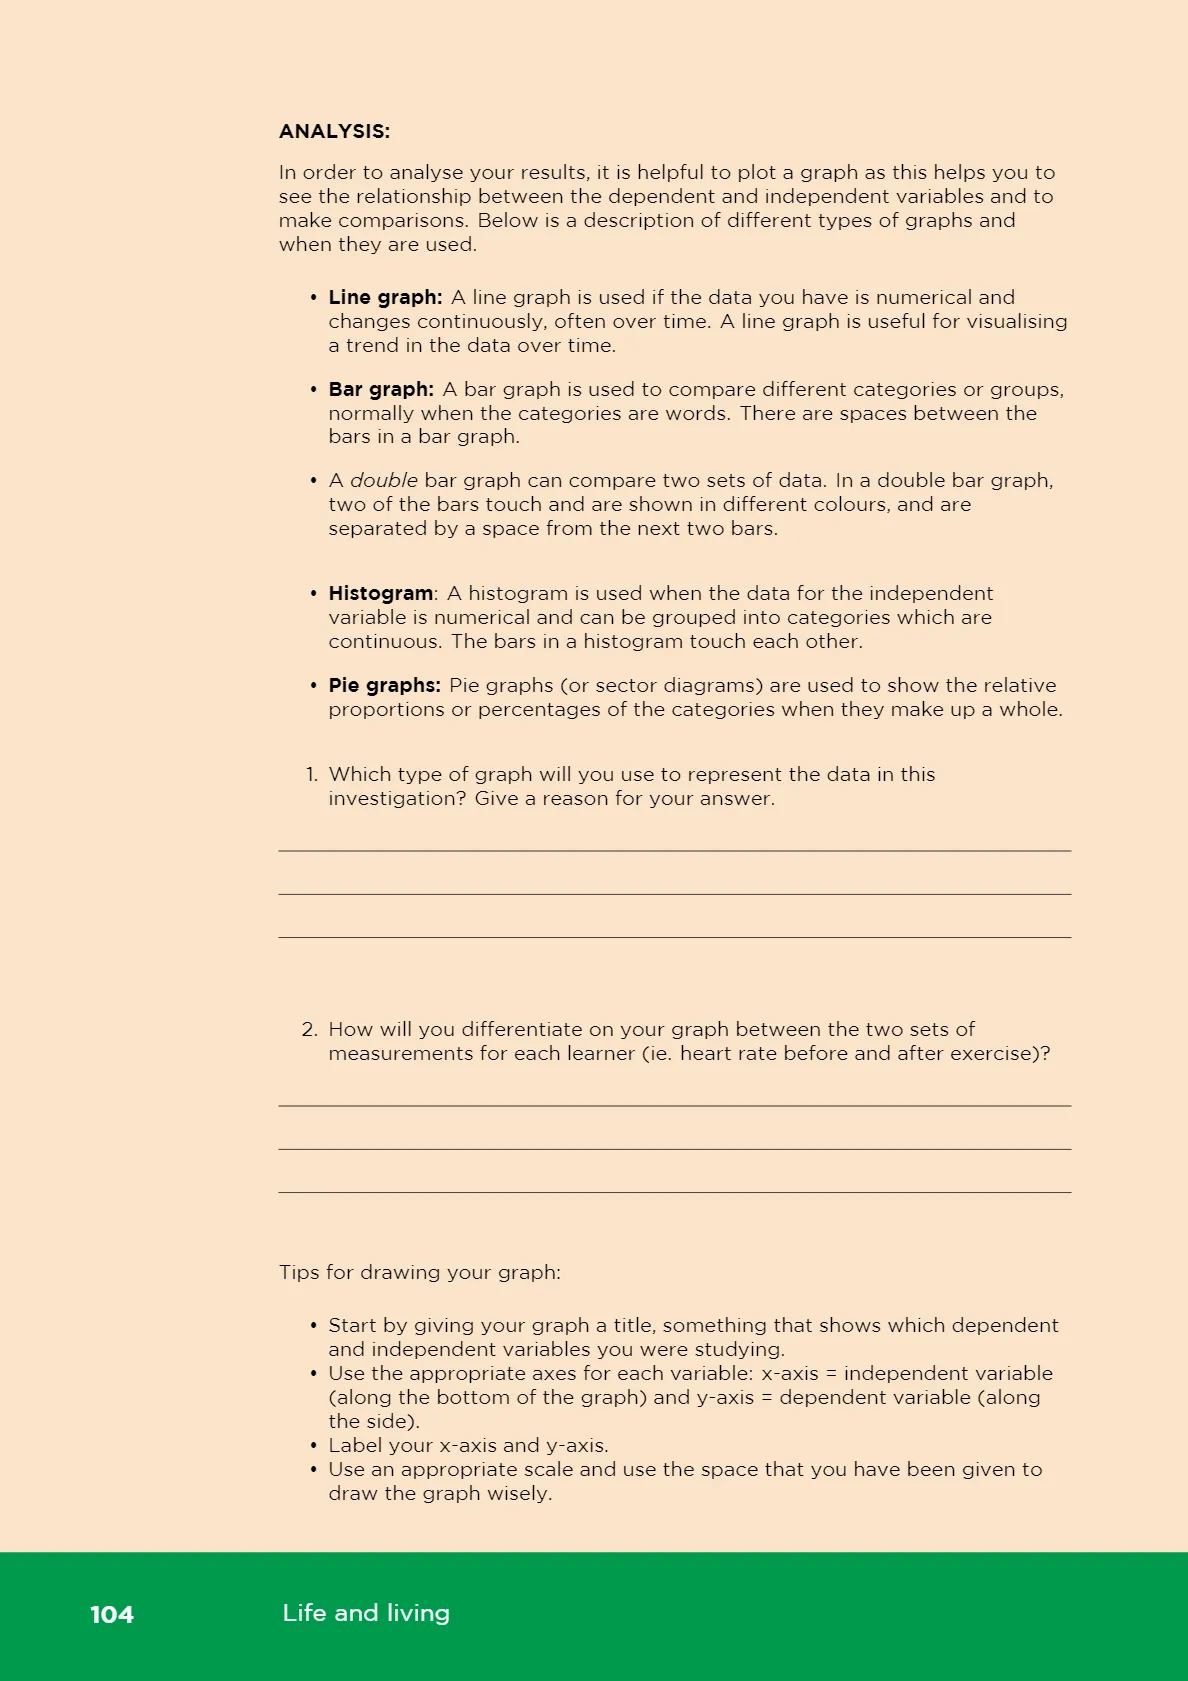 ANALYSIS:
In order to analyse your results, it is helpful to plot a graph as this helps you to
see the relationship between the dependent and independent variables and to
make comparisons. Below is a description of different types of graphs and
when they are used.
• Line graph: A line graph is used if the data you have is numerical and
changes continuously, often over time. A line graph is useful for visualising
a trend in the data over time.
• Bar graph: A bar graph is used to compare different categories or groups,
normally when the categories are words. There are spaces between the
bars in a bar graph.
• A double bar graph can compare two sets of data. In a double bar graph,
two of the bars touch and are shown in different colours, and are
separated by a space from the next two bars.
• Histogram: A histogram is used when the data for the independent
variable is numerical and can be grouped into categories which are
continuous. The bars in a histogram touch each other.
• Pie graphs: Pie graphs (or sector diagrams) are used to show the relative
proportions or percentages of the categories when they make up a whole.
1. Which type of graph will you use to represent the data in this
investigation? Give a reason for your answer.
2. How will you differentiate on your graph between the two sets of
measurements for each learner (ie. heart rate before and after exercise)?
Tips for drawing your graph:
• Start by giving your graph a title, something that shows which dependent
and independent variables you were studying.
• Use the appropriate axes for each variable: x-axis = independent variable
(along the bottom of the graph) and y-axis = dependent variable (along
the side).
• Label your x-axis and y-axis.
• Use an appropriate scale and use the space that you have been given to
draw the graph wisely.
104 Life and living